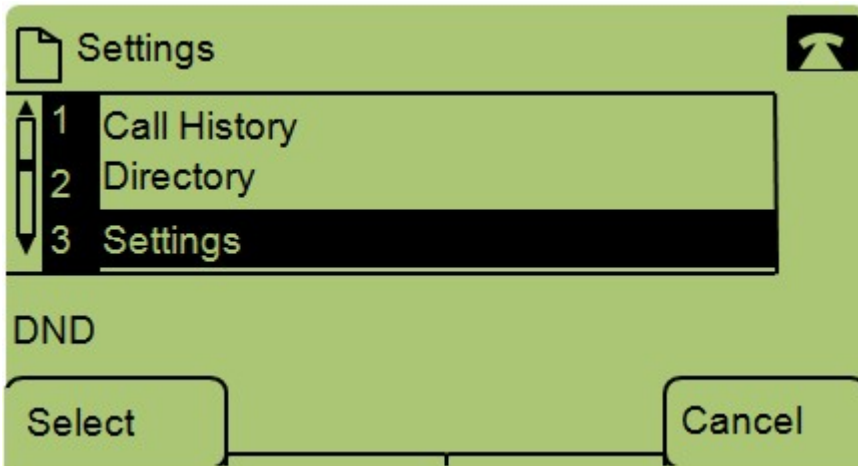 Settings
1 Call History
2 Directory
3 Settings
DND
Select Cancel